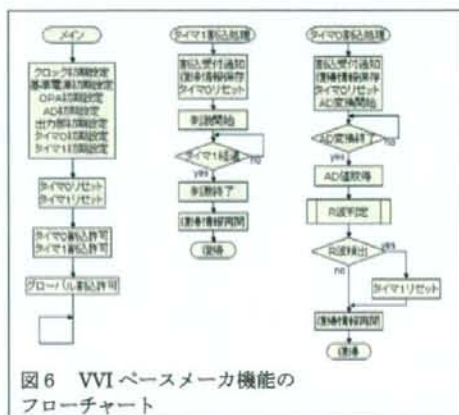 メイン
クロック初期設定
基準電源初期設定
OPA初期設定
AD初期設定
出力部初期設定
タイマ0初期設定
タイマ1初期設定
タイマ0リセット
タイマ1リセット
タイマ0割込許可
タイマ1割込許可
グローバル割込許可
タイマ1割込処理
割込受付通知
復帰情報保存
タイマ0リセット
刺激開始
タイマ1経過
no
yes
刺激終了
復帰情報再開
復帰
タイマ0割込処理
割込受付通知
復帰情報保存
タイマ0リセット
AD変換開始
AD変換終了
no
yes
AD値取得
R波判定
R波検出
yes
no
タイマ1リセット
復帰情報再開
復帰
図6 VVI ペースメーカ機能の
フローチャート